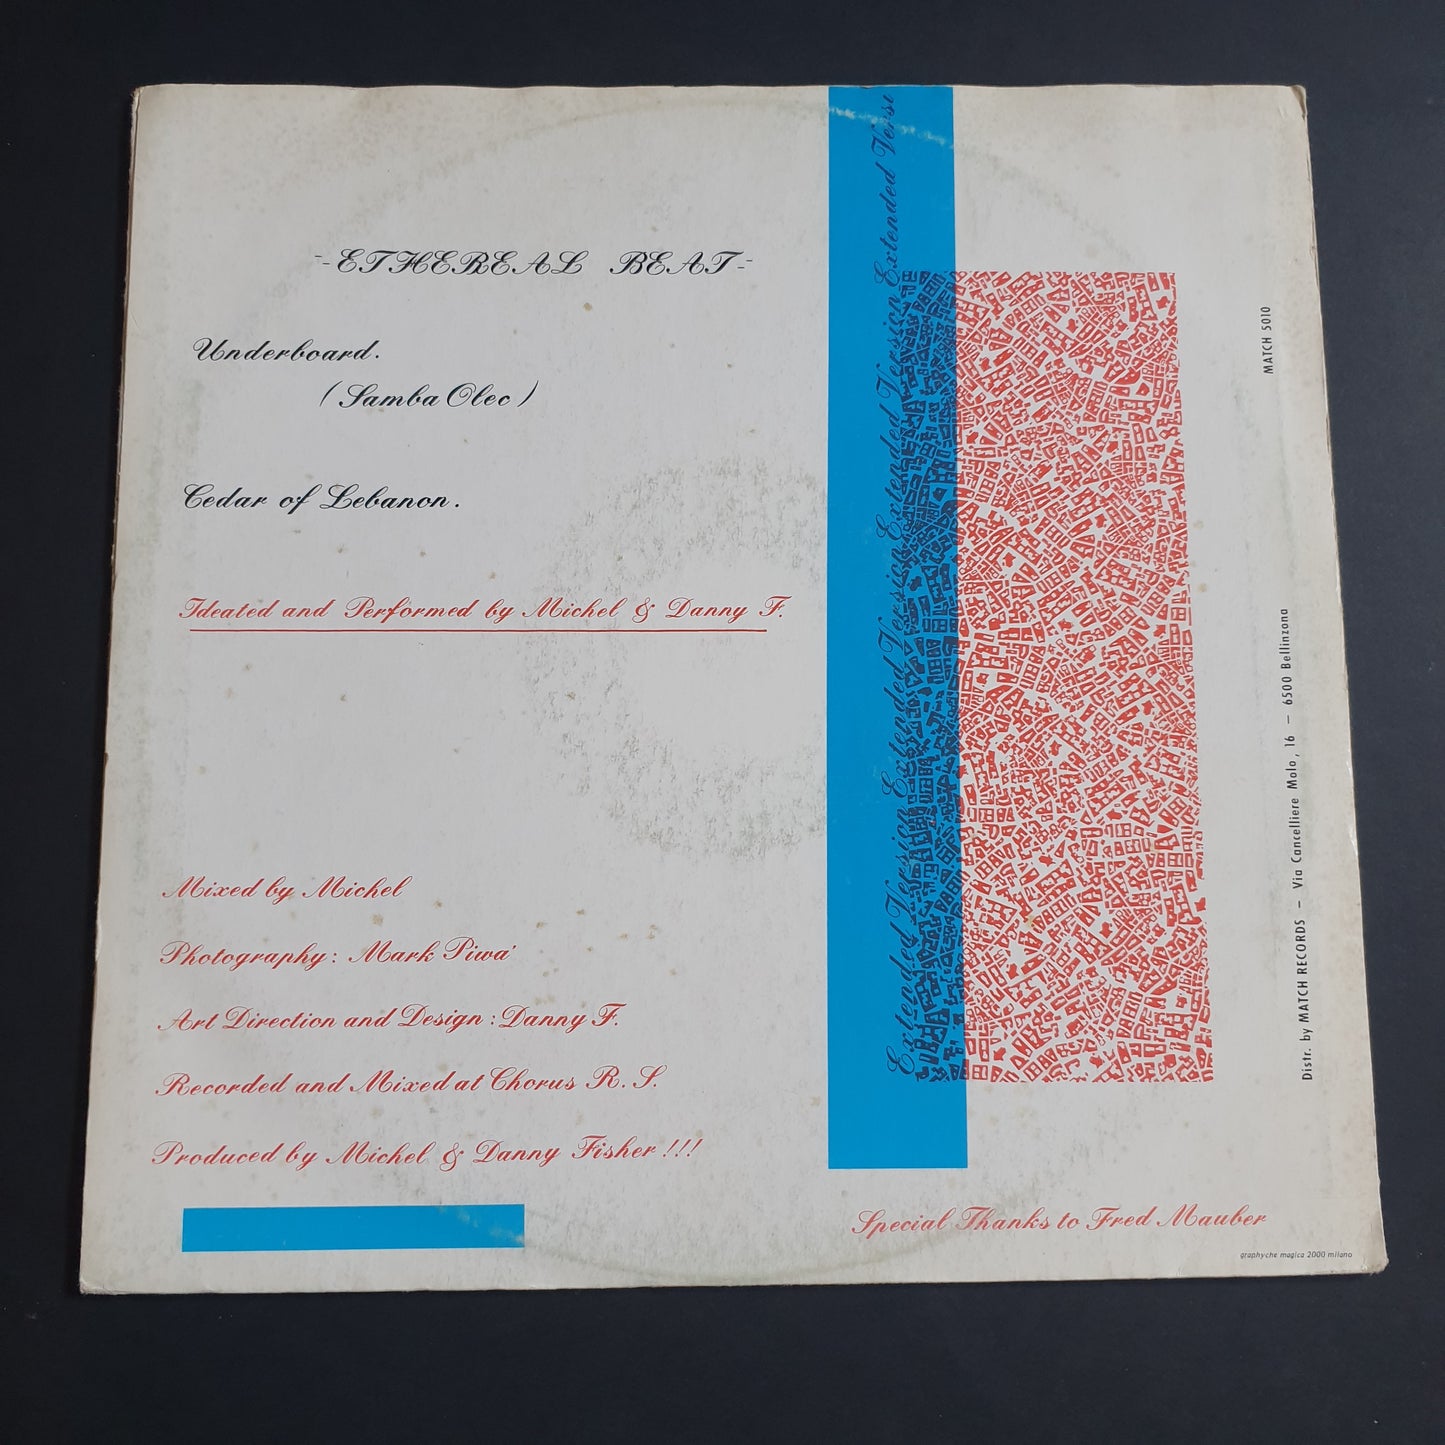 -ETHEREAL BEAT-
Underboard.
(Samba Olec)
Cedar of Lebanon.
Ideated and Performed by Michel & Danny F.
Mixed by Michel
Photography: Mark Piwa'
Art Direction and Design: Danny F.
Recorded and Mixed at Chorus R. S.
Produced by Michel & Danny Fisher!!!
Extended Version Extended Version Extended Version Extended Versi
MATCH 5010
Distr. by MATCH RECORDS – Via Cancelliere Molo, 16 – 6500 Bellinzona
Special Thanks to Fred Mauber
graphyche magica 2000 milano